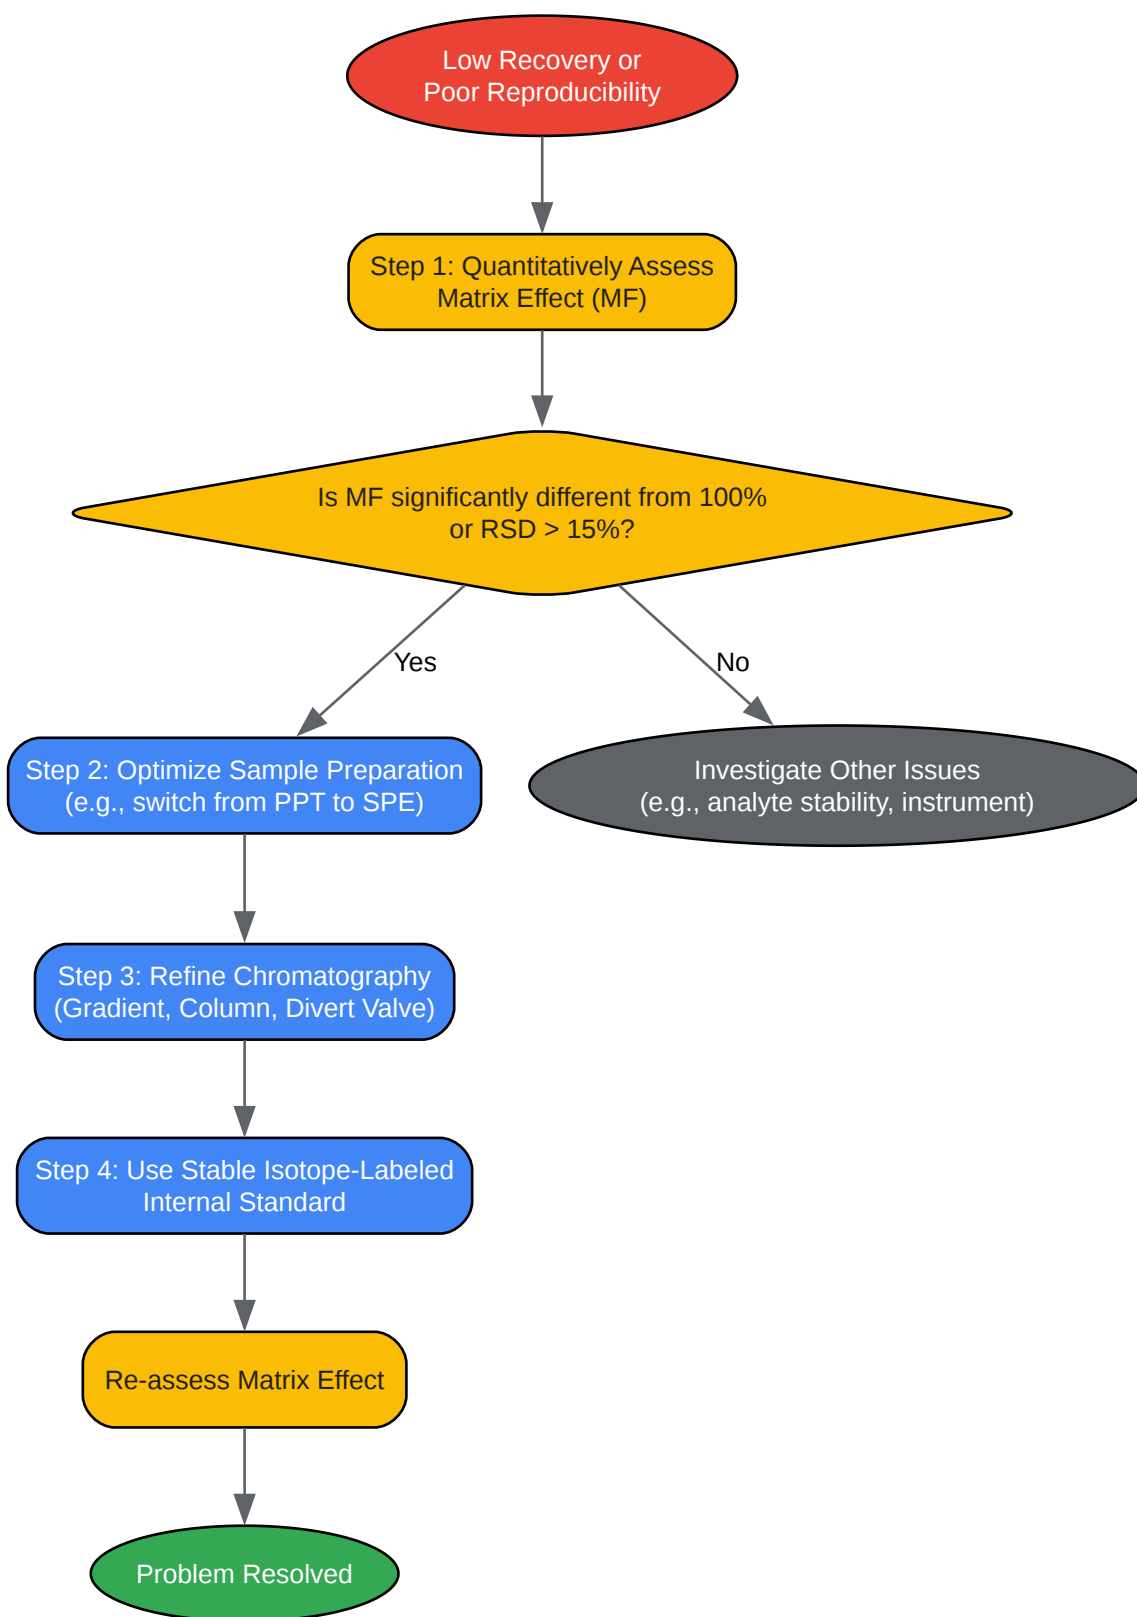 Low Recovery or
Poor Reproducibility
Step 1: Quantitatively Assess
Matrix Effect (MF)
Is MF significantly different from 100%
or RSD > 15%?
Yes
No
Step 2: Optimize Sample Preparation
(e.g., switch from PPT to SPE)
Investigate Other Issues
(e.g., analyte stability, instrument)
Step 3: Refine Chromatography
(Gradient, Column, Divert Valve)
Step 4: Use Stable Isotope-Labeled
Internal Standard
Re-assess Matrix Effect
Problem Resolved